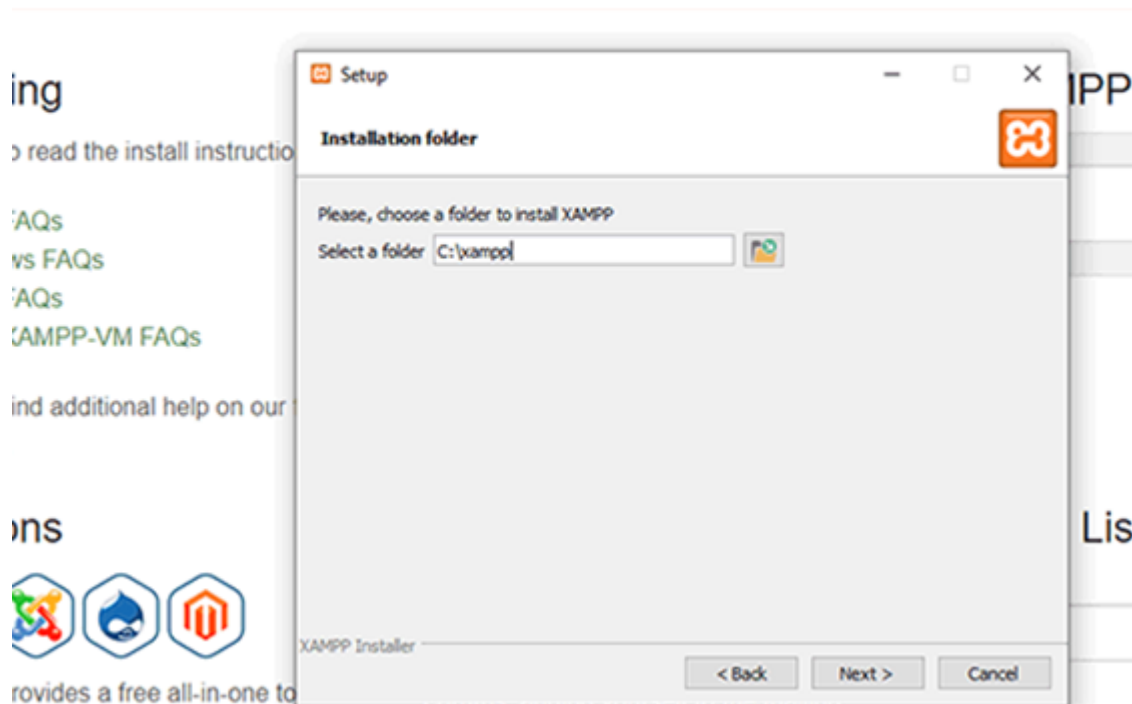 Setup
Installation folder
Please, choose a folder to install XAMPP
Select a folder C:\xampp
XAMPP Installer
< Back Next > Cancel
ing
o read the install instructio
FAQs
ws FAQs
FAQs
XAMPP-VM FAQs
ind additional help on our
ons
rovides a free all-in-one to
MPP
Lis